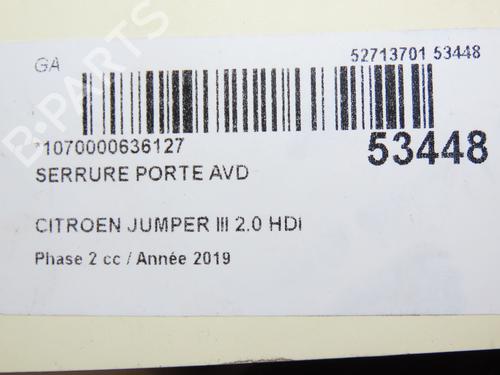 GA
52713701 53448
*1070000636127
53448
SERRURE PORTE AVD
CITROEN JUMPER III 2.0 HDi
Phase 2 cc / Année 2019
B-PARTS